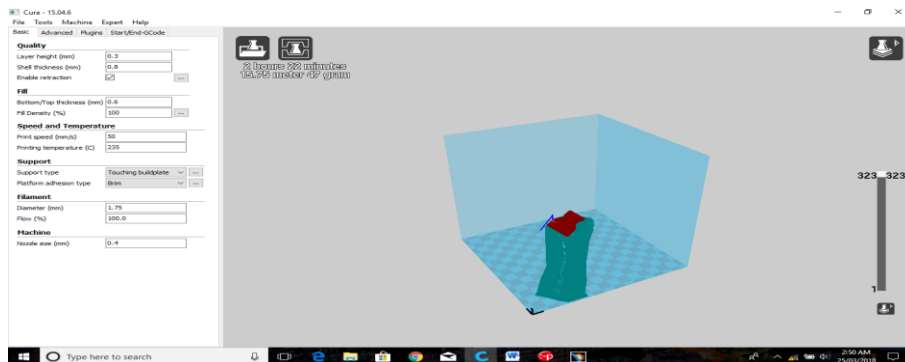 Cura - 15.04.6
File Tools Machine Expert Help
Basic Advanced Plugins Start/End-GCode
Quality
Layer height (mm) 0.3
Shell thickness (mm) 0.8
Enable retraction
Fill
Bottom/Top thickness (mm) 0.6
Fill Density (%) 100
Speed and Temperature
Print speed (mm/s) 50
Printing temperature (C) 235
Support
Support type Touching buildplate
Platform adhesion type Brim
Filament
Diameter (mm) 1.75
Flow (%) 100.0
Machine
Nozzle size (mm) 0.4
2 hours 22 minutes
15.75 meter 47 gram
323 323
1
Type here to search
2:50 AM
25/03/2018